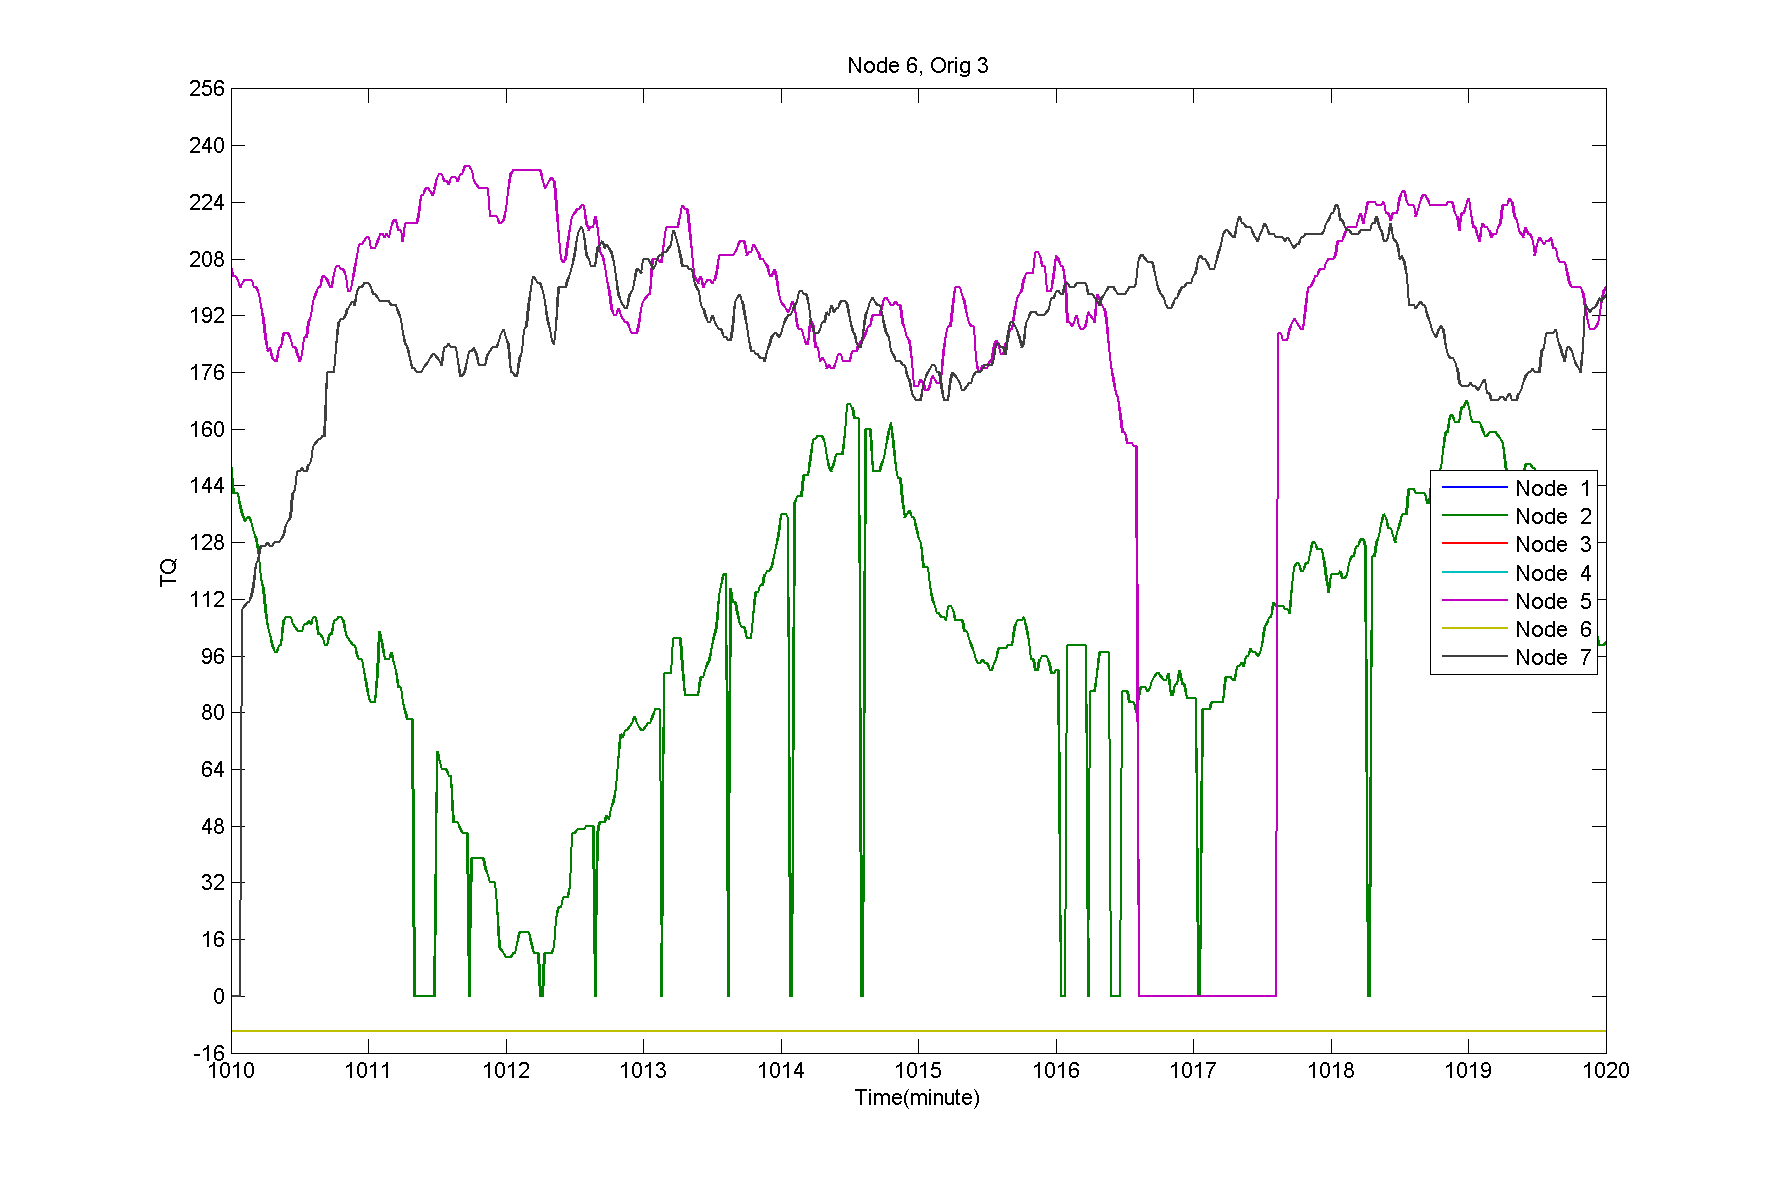 Node 6, Orig 3
256
240
224
208
192
176
160
144
128
112
96
80
64
48
32
16
0
-16
TQ
1010 1011 1012 1013 1014 1015 1016 1017 1018 1019 1020
Time(minute)
Node 1
Node 2
Node 3
Node 4
Node 5
Node 6
Node 7